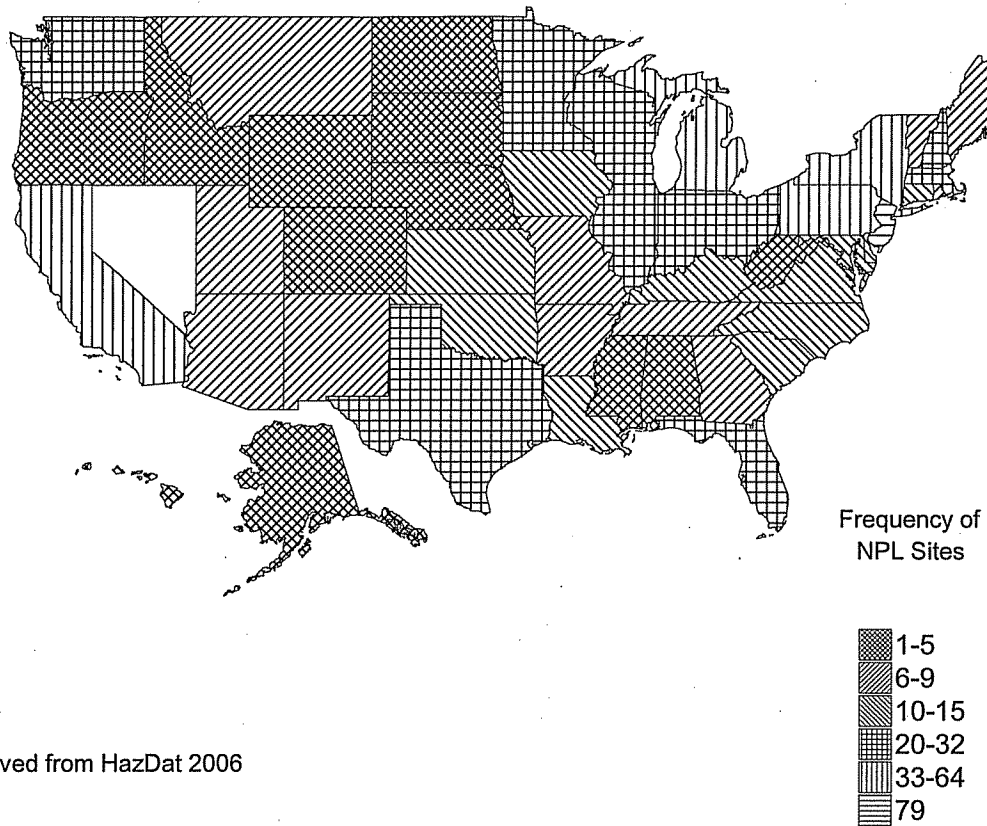 Frequency of
NPL Sites
1-5
6-9
10-15
20-32
33-64
79
ved from HazDat 2006